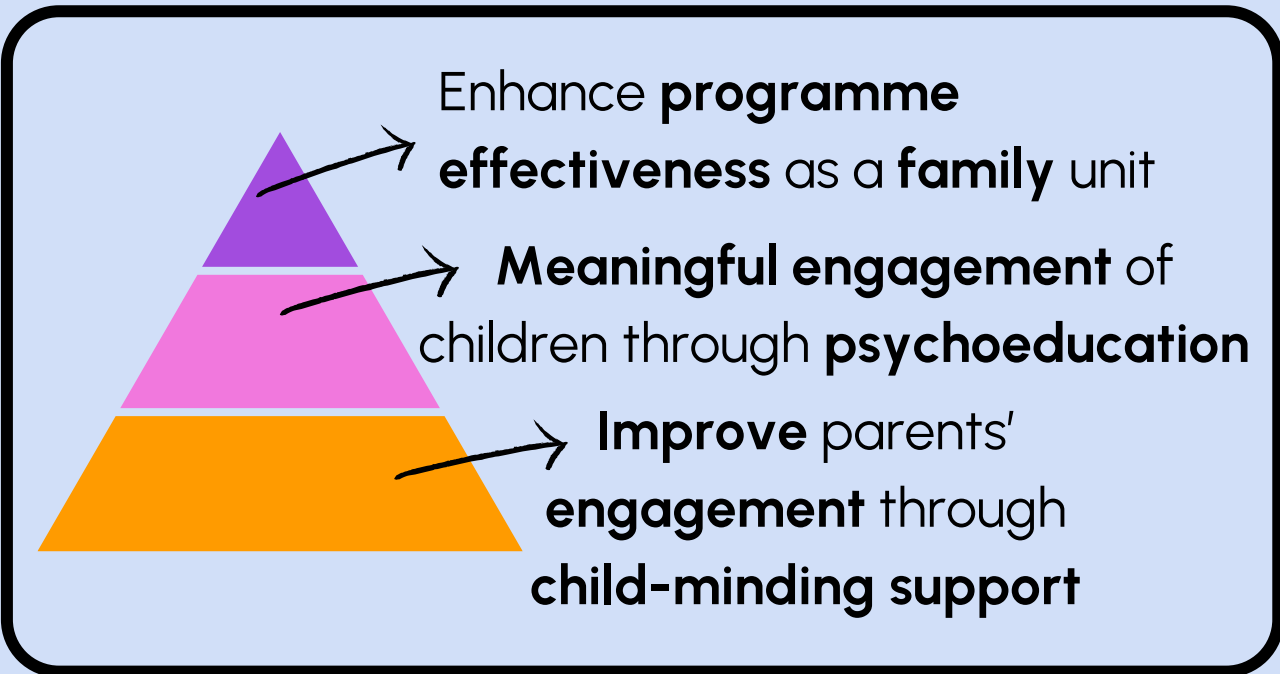 Enhance programme
effectiveness as a family unit
Meaningful engagement of
children through psychoeducation
Improve parents'
engagement through
child-minding support